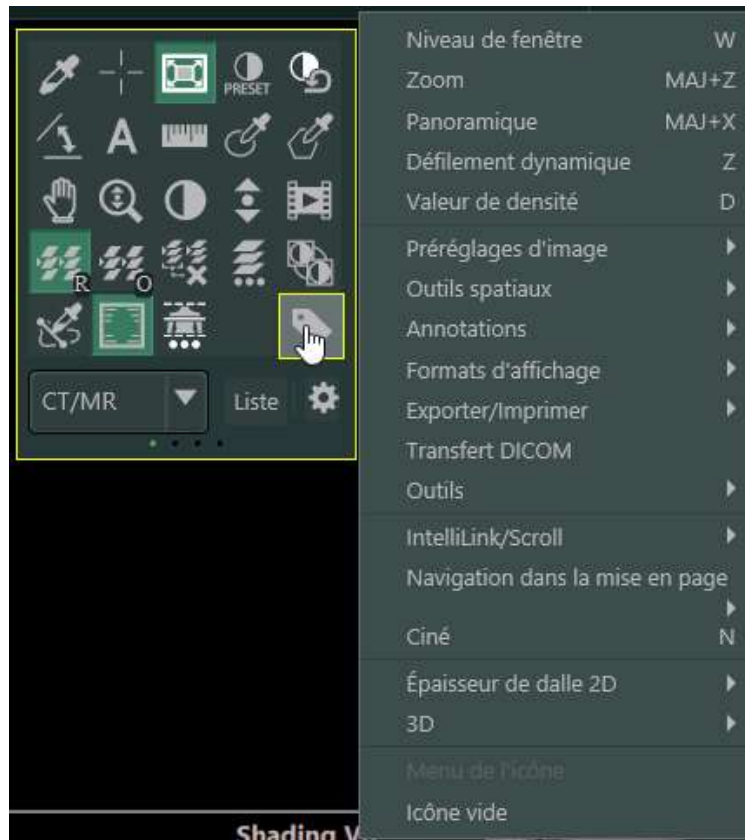 PRESET
A
R
O
CT/MR
Liste
Niveau de fenêtre W
Zoom MAJ+Z
Panoramique MAJ+X
Défilement dynamique Z
Valeur de densité D
Préréglages d'image
Outils spatiaux
Annotations
Formats d'affichage
Exporter/Imprimer
Transfert DICOM
Outils
IntelliLink/Scroll
Navigation dans la mise en page
Ciné N
Épaisseur de dalle 2D
3D
Menu de l'icône
Icône vide
Shading